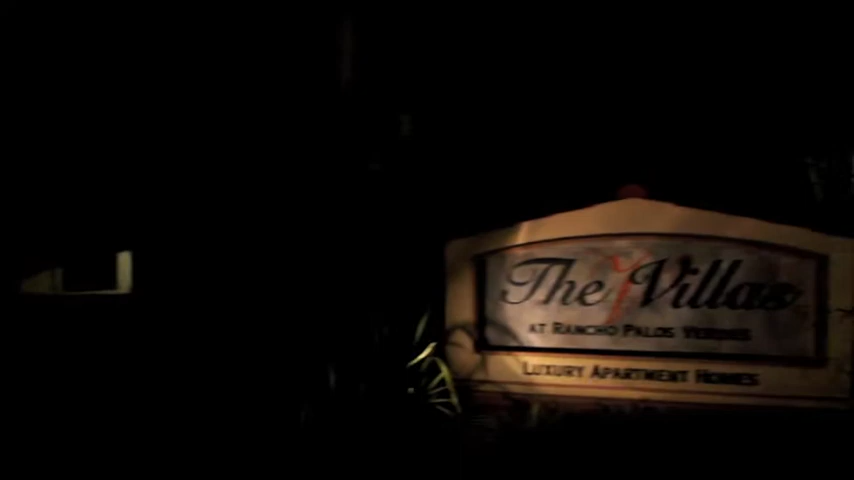 The Villas
AT RANCHO PALOS VERDES
LUXURY APARTMENT HOMES